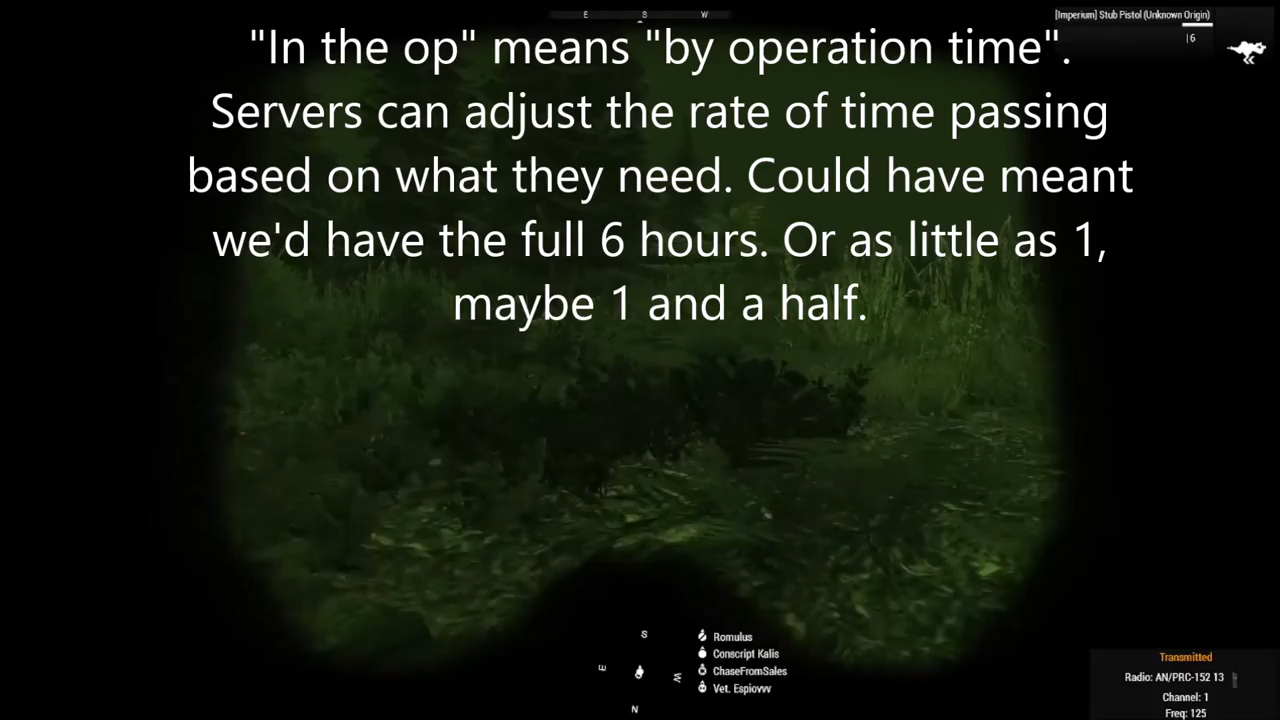 E S W
[Imperium] Stub Pistol (Unknown Origin)
|6
"In the op" means "by operation time".
Servers can adjust the rate of time passing
based on what they need. Could have meant
we'd have the full 6 hours. Or as little as 1,
maybe 1 and a half.
S
E
W
N
Romulus
Conscript Kalis
ChaseFromSales
Vet. Espiovvv
Transmitted
Radio: AN/PRC-152 13
Channel: 1
Freq: 125